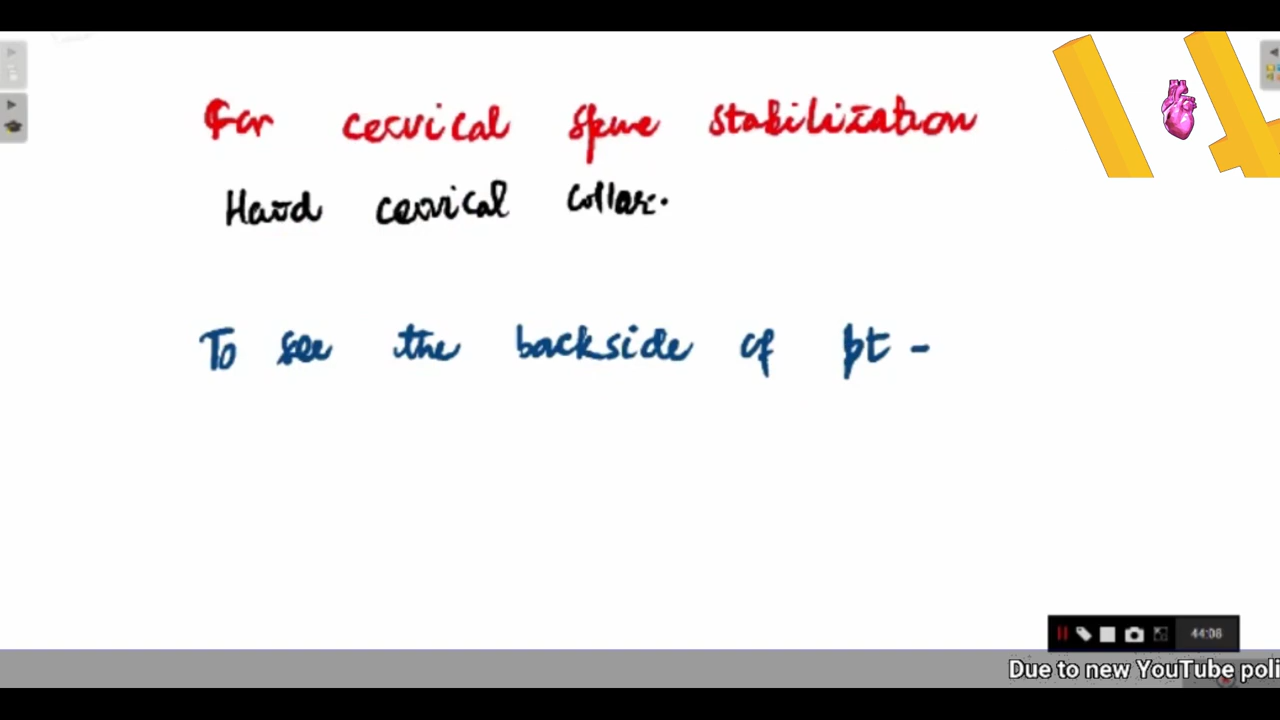 For cervical spine stabilization
Hard cervical collar.
To see the backside of pt -
44:08
Due to new YouTube poli